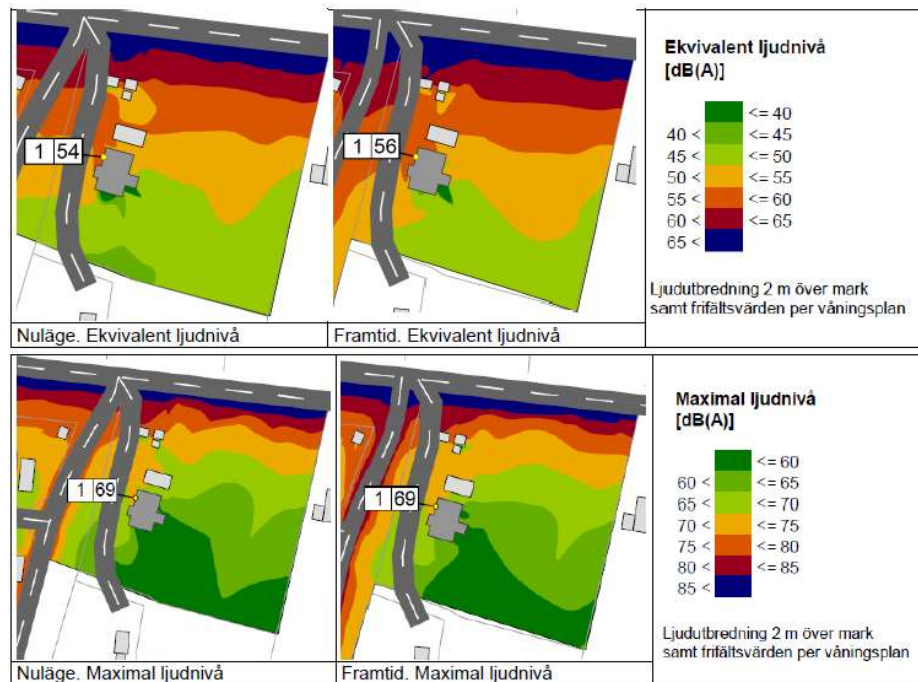 Ekvivalent ljudnivå
[dB(A)]
<= 40
40 < <= 45
45 < <= 50
50 < <= 55
55 < <= 60
60 < <= 65
65 <
Ljudutbredning 2 m över mark
samt frifältsvärden per våningsplan
1 54
1 56
Nuläge. Ekvivalent ljudnivå
Framtid. Ekvivalent ljudnivå
Maximal ljudnivå
[dB(A)]
<= 60
60 < <= 65
65 < <= 70
70 < <= 75
75 < <= 80
80 < <= 85
85 <
Ljudutbredning 2 m över mark
samt frifältsvärden per våningsplan
1 69
1 69
Nuläge. Maximal ljudnivå
Framtid. Maximal ljudnivå